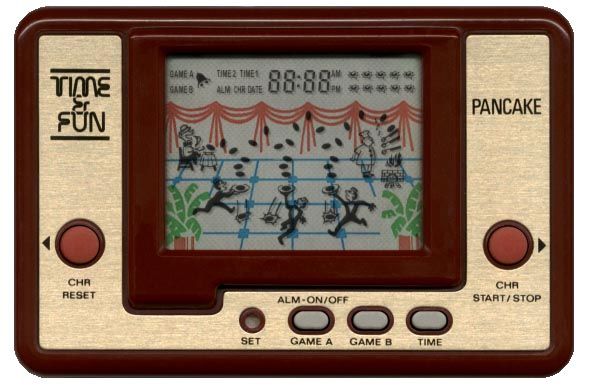 TIME
&
FUN
GAME A TIME 2 TIME 1 88:88 AM
GAME B ALM CHR DATE PM
PANCAKE
CHR
RESET
CHR
START/STOP
ALM-ON/OFF
SET GAME A GAME B TIME